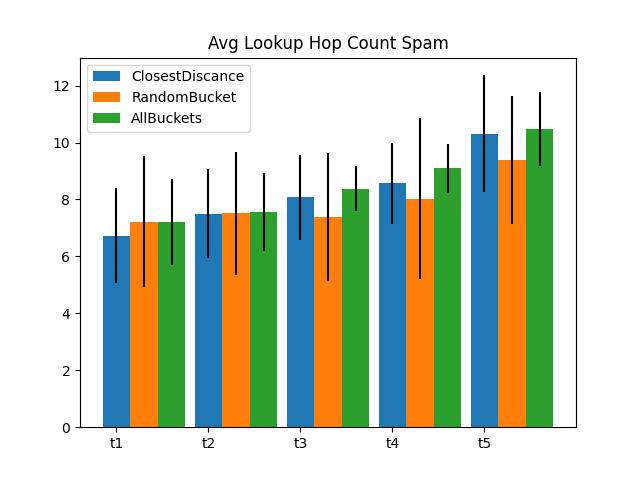 Avg Lookup Hop Count Spam
ClosestDiscance
RandomBucket
AllBuckets
12
10
8
6
4
2
0
t1 t2 t3 t4 t5